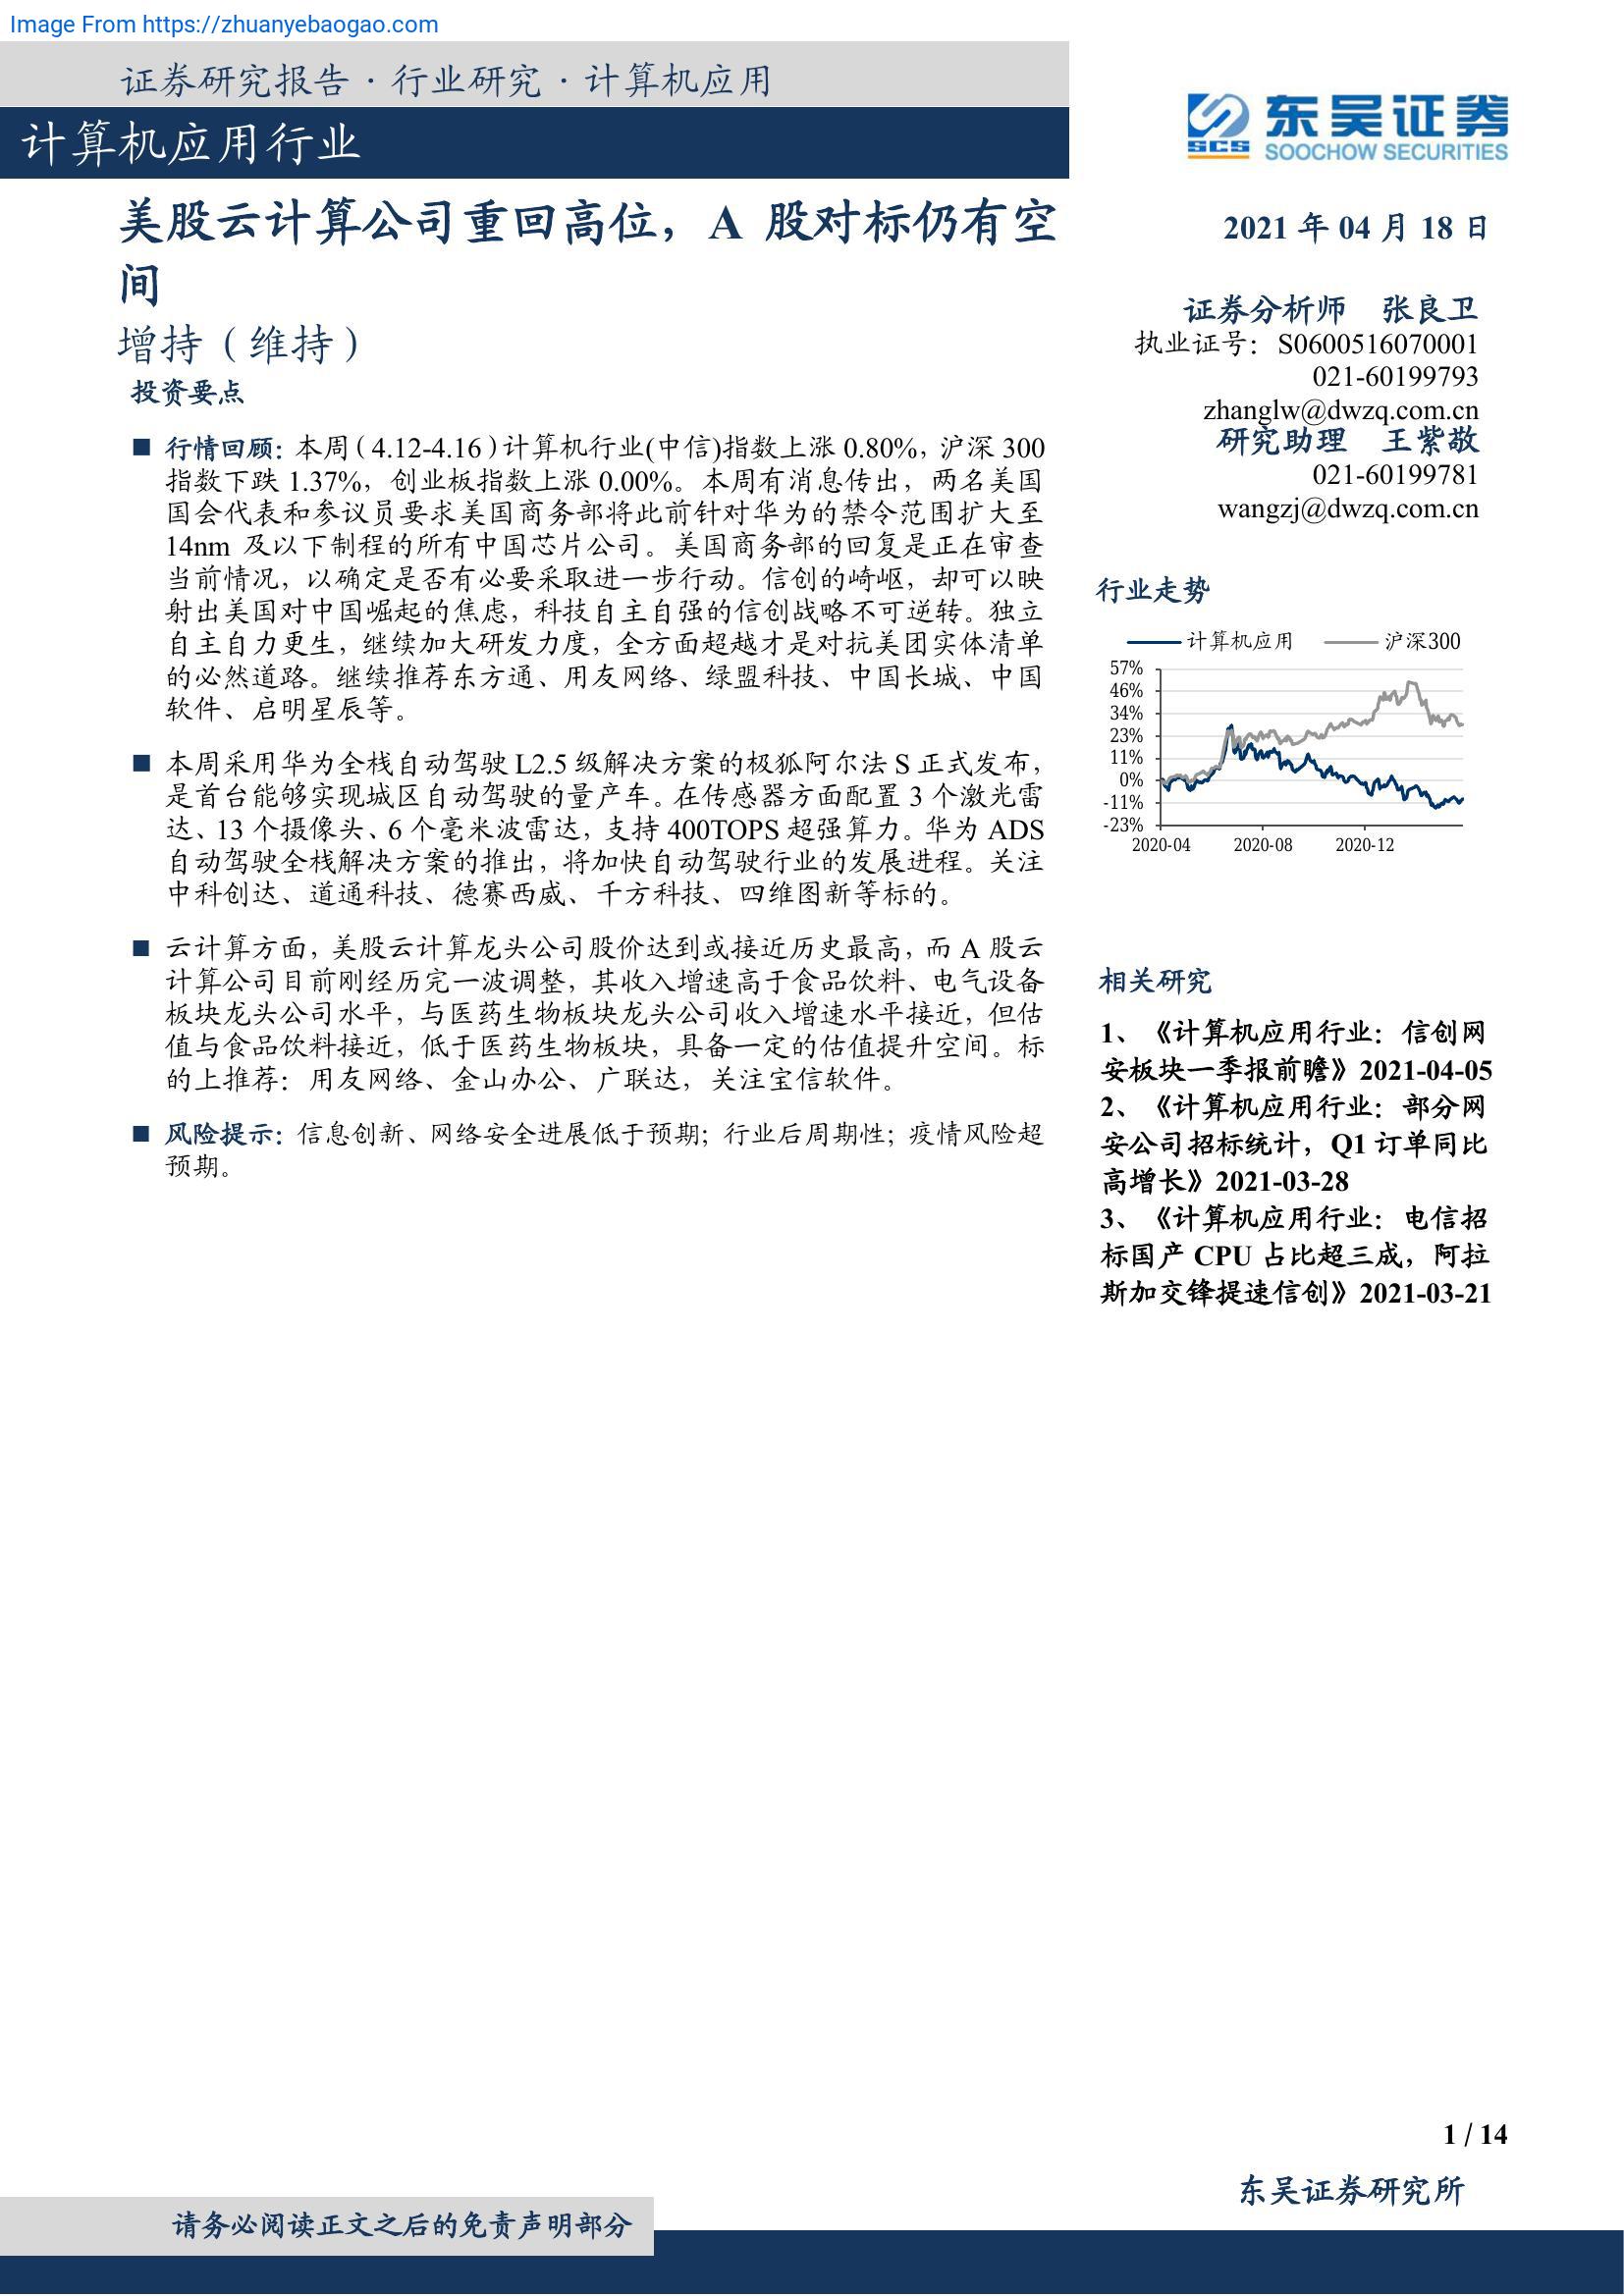 Image From https://zhuanyebaogao.com
证券研究报告·行业研究·计算机应用
计算机应用行业
东吴证券
SCS
SOOCHOW SECURITIES
美股云计算公司重回高位，A 股对标仍有空
间
增持（维持）
投资要点
■ 行情回顾：本周（4.12-4.16）计算机行业(中信)指数上涨 0.80%，沪深 300
指数下跌 1.37%，创业板指数上涨 0.00%。本周有消息传出，两名美国
国会代表和参议员要求美国商务部将此前针对华为的禁令范围扩大至
14nm 及以下制程的所有中国芯片公司。美国商务部的回复是正在审查
当前情况，以确定是否有必要采取进一步行动。信创的崎岖，却可以映
射出美国对中国崛起的焦虑，科技自主自强的信创战略不可逆转。独立
自主自力更生，继续加大研发力度，全方面超越才是对抗美团实体清单
的必然道路。继续推荐东方通、用友网络、绿盟科技、中国长城、中国
软件、启明星辰等。
■ 本周采用华为全栈自动驾驶 L2.5 级解决方案的极狐阿尔法 S 正式发布，
是首台能够实现城区自动驾驶的量产车。在传感器方面配置 3 个激光雷
达、13 个摄像头、6 个毫米波雷达，支持 400TOPS 超强算力。华为 ADS
自动驾驶全栈解决方案的推出，将加快自动驾驶行业的发展进程。关注
中科创达、道通科技、德赛西威、千方科技、四维图新等标的。
■ 云计算方面，美股云计算龙头公司股价达到或接近历史最高，而 A 股云
计算公司目前刚经历完一波调整，其收入增速高于食品饮料、电气设备
板块龙头公司水平，与医药生物板块龙头公司收入增速水平接近，但估
值与食品饮料接近，低于医药生物板块，具备一定的估值提升空间。标
的上推荐：用友网络、金山办公、广联达，关注宝信软件。
■ 风险提示：信息创新、网络安全进展低于预期；行业后周期性；疫情风险超
预期。
2021 年 04 月 18 日
证券分析师 张良卫
执业证号：S0600516070001
021-60199793
zhanglw@dwzq.com.cn
研究助理 王紫敬
021-60199781
wangzj@dwzq.com.cn
行业走势
计算机应用 沪深300
57%
46%
34%
23%
11%
0%
-11%
-23%
2020-04 2020-08 2020-12
相关研究
1、《计算机应用行业：信创网
安板块一季报前瞻》2021-04-05
2、《计算机应用行业：部分网
安公司招标统计，Q1 订单同比
高增长》2021-03-28
3、《计算机应用行业：电信招
标国产 CPU 占比超三成，阿拉
斯加交锋提速信创》2021-03-21
1 / 14
东吴证券研究所
请务必阅读正文之后的免责声明部分